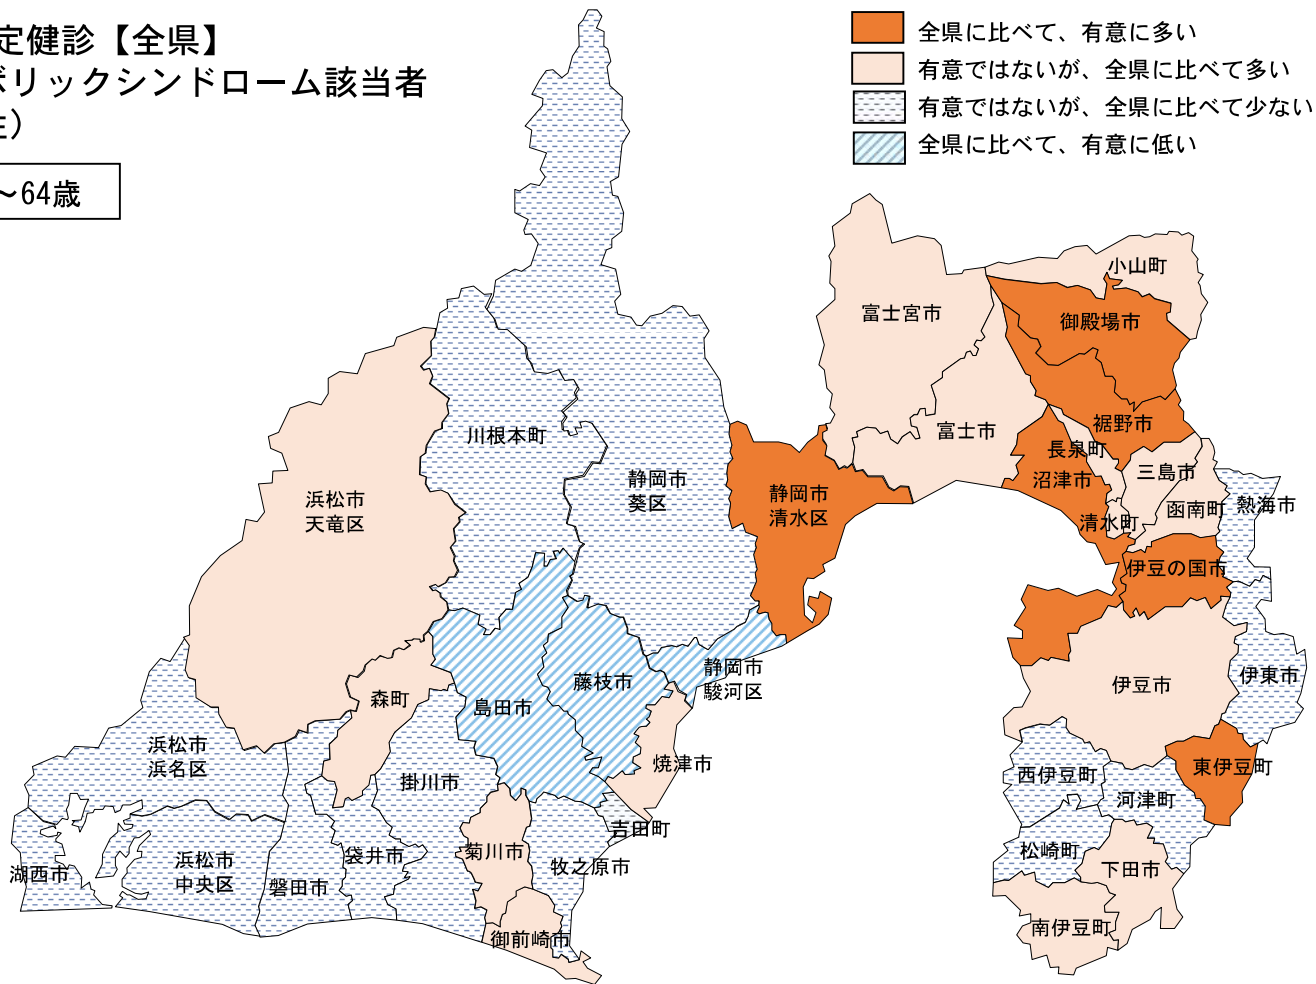 定健診【全県】
ボリックシンドローム該当者
性）
～64歳
全県に比べて、有意に多い
有意ではないが、全県に比べて多い
有意ではないが、全県に比べて少ない
全県に比べて、有意に低い
小山町
富士宮市
御殿場市
裾野市
富士市
長泉町
川根本町
三島市
沼津市
静岡市
葵区
静岡市
清水区
浜松市
天竜区
函南町
熱海市
清水町
伊豆の国市
静岡市
駿河区
藤枝市
伊東市
伊豆市
森町
島田市
浜松市
浜名区
焼津市
東伊豆町
西伊豆町
掛川市
河津町
吉田町
松崎町
菊川市
袋井市
牧之原市
浜松市
中央区
下田市
湖西市
磐田市
南伊豆町
御前崎市